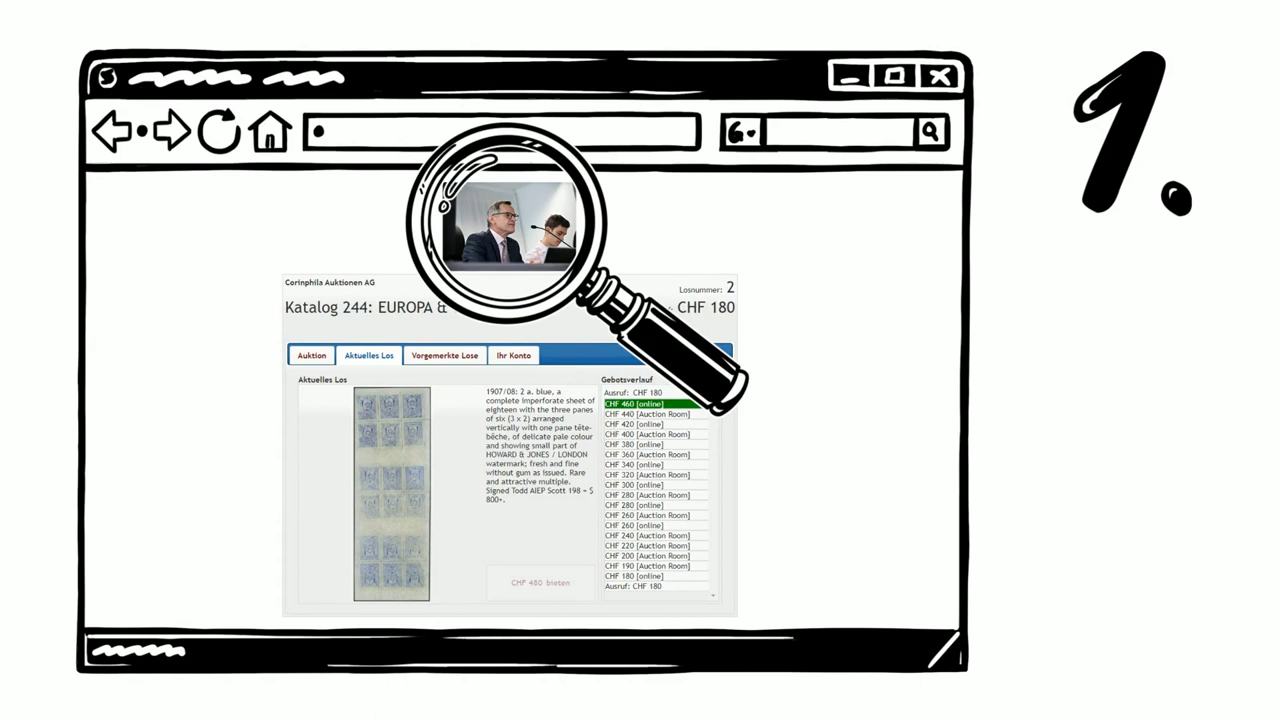 1.
G
Corinphila Auktionen AG
Losnummer: 2
Katalog 244: EUROPA &
CHF 180
Auktion
Aktuelles Los
Vorgemerkte Lose
Ihr Konto
Aktuelles Los
1907/08: 2 a. blue, a
complete imperforate sheet of
eighteen with the three panes
of six (3 x 2) arranged
vertically with one pane tête-
bêche, of delicate pale colour
and showing small part of
HOWARD & JONES / LONDON
watermark; fresh and fine
without gum as issued. Rare
and attractive multiple.
Signed Todd AIEP Scott 198 = $
800+.
CHF 480 bieten
Gebotsverlauf
Ausruf: CHF 180
CHF 460 [online]
CHF 440 [Auction Room]
CHF 420 [online]
CHF 400 [Auction Room]
CHF 380 [online]
CHF 360 [Auction Room]
CHF 340 [online]
CHF 320 [Auction Room]
CHF 300 [online]
CHF 280 [Auction Room]
CHF 280 [online]
CHF 260 [Auction Room]
CHF 260 [online]
CHF 240 [Auction Room]
CHF 220 [Auction Room]
CHF 200 [Auction Room]
CHF 190 [Auction Room]
CHF 180 [online]
Ausruf: CHF 180